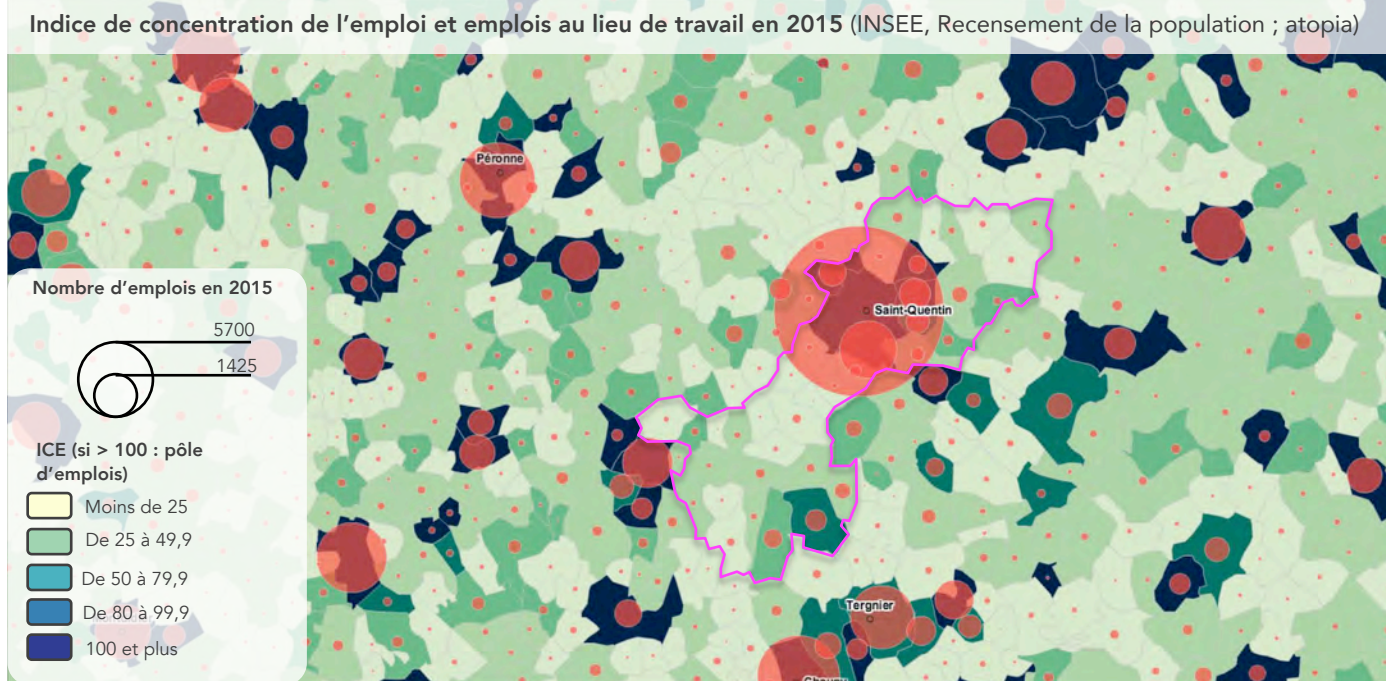 Indice de concentration de l'emploi et emplois au lieu de travail en 2015 (INSEE, Recensement de la population ; atopia)
Péronne
Saint-Quentin
Nombre d'emplois en 2015
5700
1425
ICE (si > 100 : pôle
d'emplois)
Moins de 25
De 25 à 49,9
De 50 à 79,9
De 80 à 99,9
100 et plus
Tergnier
Chauny